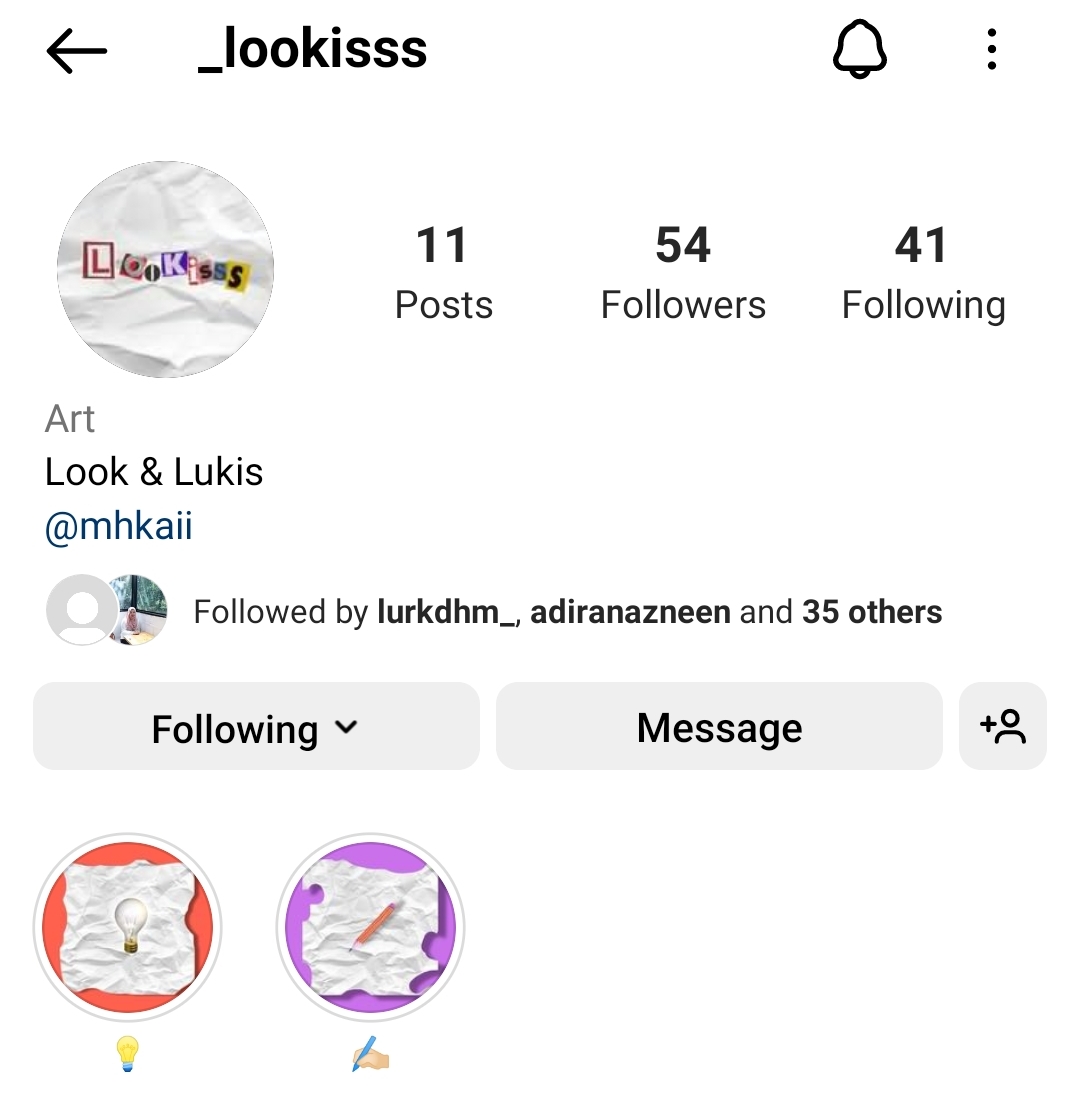 _lookisss
Lookisss
11 54 41
Posts Followers Following
Art
Look & Lukis
@mhkaii
Followed by lurkdhm_, adiranazneen and 35 others
Following Message